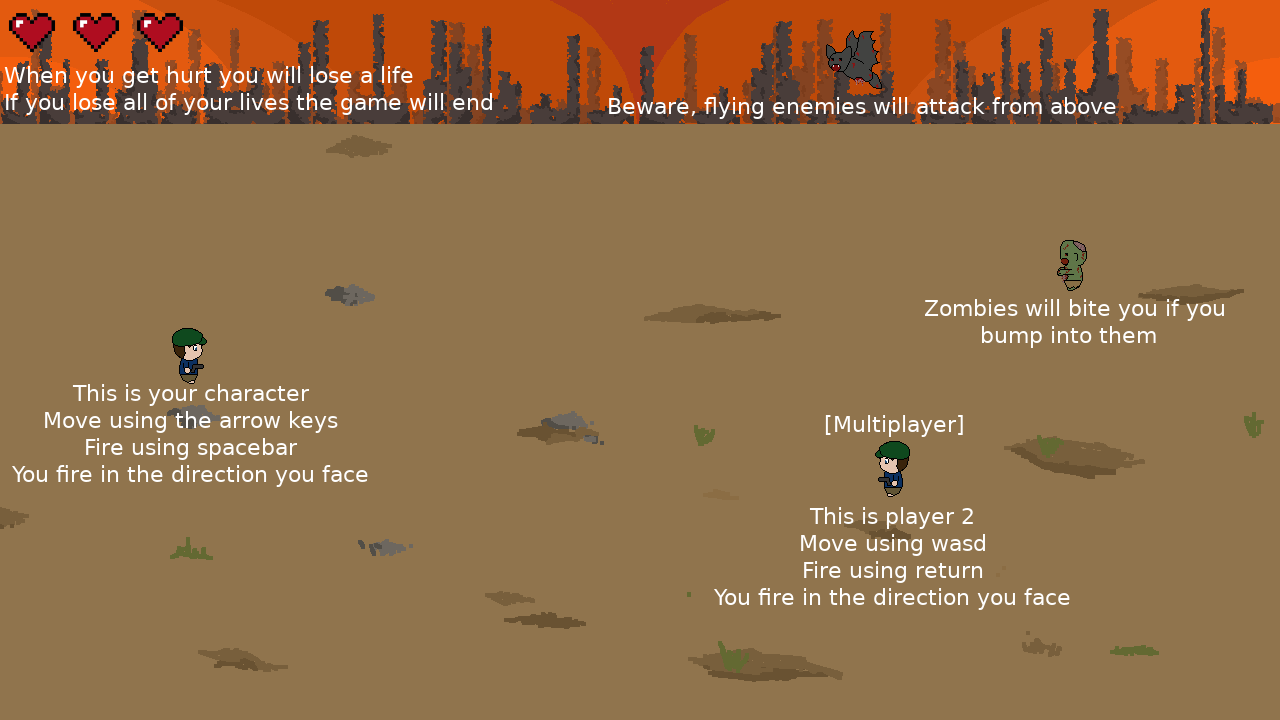 When you get hurt you will lose a life
If you lose all of your lives the game will end
Beware, flying enemies will attack from above
Zombies will bite you if you
bump into them
This is your character
Move using the arrow keys
Fire using spacebar
You fire in the direction you face
[Multiplayer]
This is player 2
Move using wasd
Fire using return
You fire in the direction you face